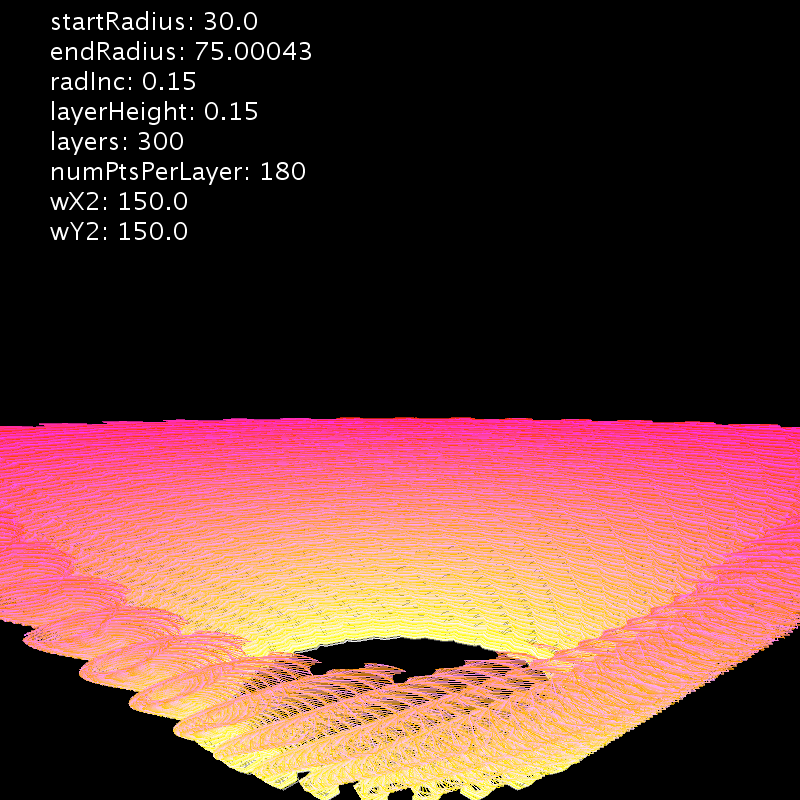 startRadius: 30.0
endRadius: 75.00043
radInc: 0.15
layerHeight: 0.15
layers: 300
numPtsPerLayer: 180
wX2: 150.0
wY2: 150.0